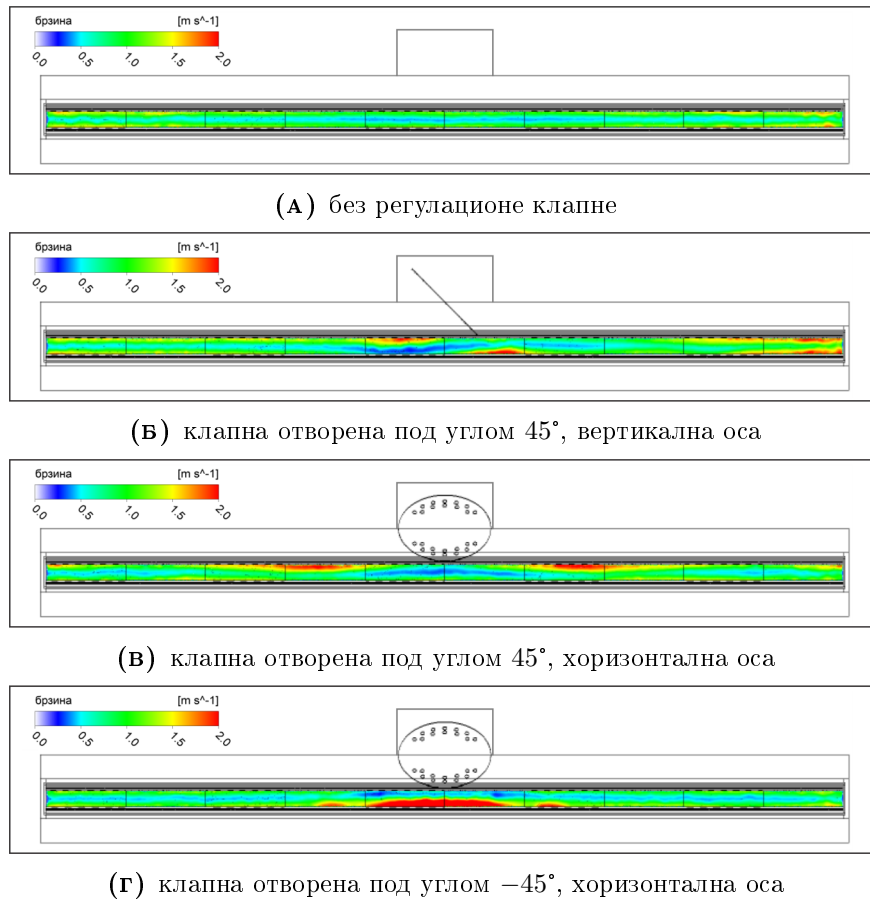 брзина [m s^-1]
0.0 0.5 1.0 1.5 2.0
(А) без регулационе клапне
брзина [m s^-1]
0.0 0.5 1.0 1.5 2.0
(Б) клапна отворена под углом 45°, вертикална оса
брзина [m s^-1]
0.0 0.5 1.0 1.5 2.0
(В) клапна отворена под углом 45°, хоризонтална оса
брзина [m s^-1]
0.0 0.5 1.0 1.5 2.0
(Г) клапна отворена под углом −45°, хоризонтална оса